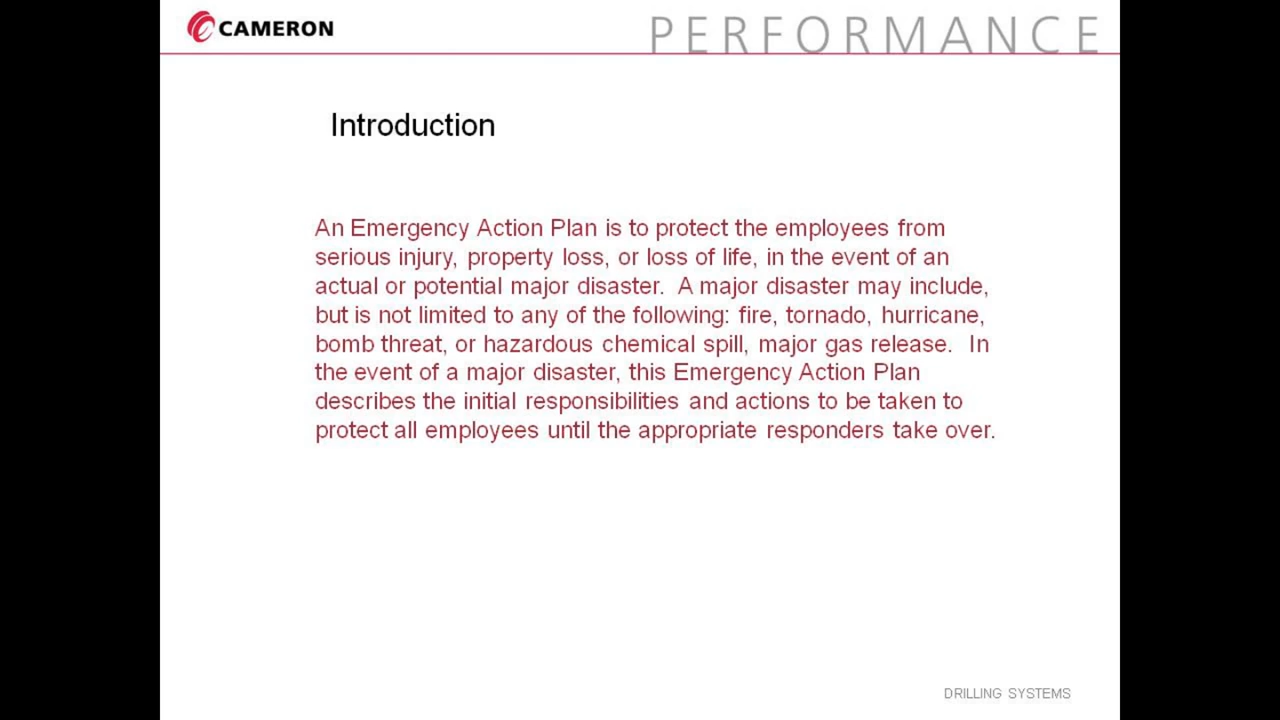 CAMERON
PERFORMANCE
Introduction
An Emergency Action Plan is to protect the employees from
serious injury, property loss, or loss of life, in the event of an
actual or potential major disaster.  A major disaster may include,
but is not limited to any of the following: fire, tornado, hurricane,
bomb threat, or hazardous chemical spill, major gas release.  In
the event of a major disaster, this Emergency Action Plan
describes the initial responsibilities and actions to be taken to
protect all employees until the appropriate responders take over.
DRILLING SYSTEMS